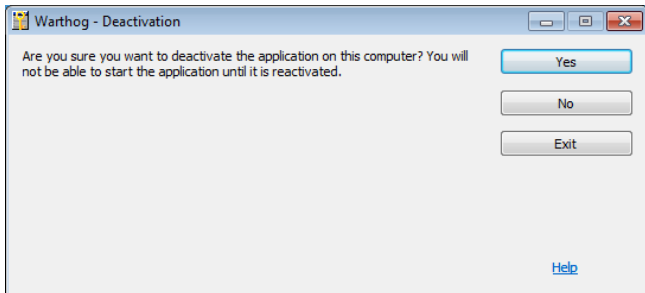 Warthog - Deactivation
Are you sure you want to deactivate the application on this computer? You will
not be able to start the application until it is reactivated.
Yes
No
Exit
Help